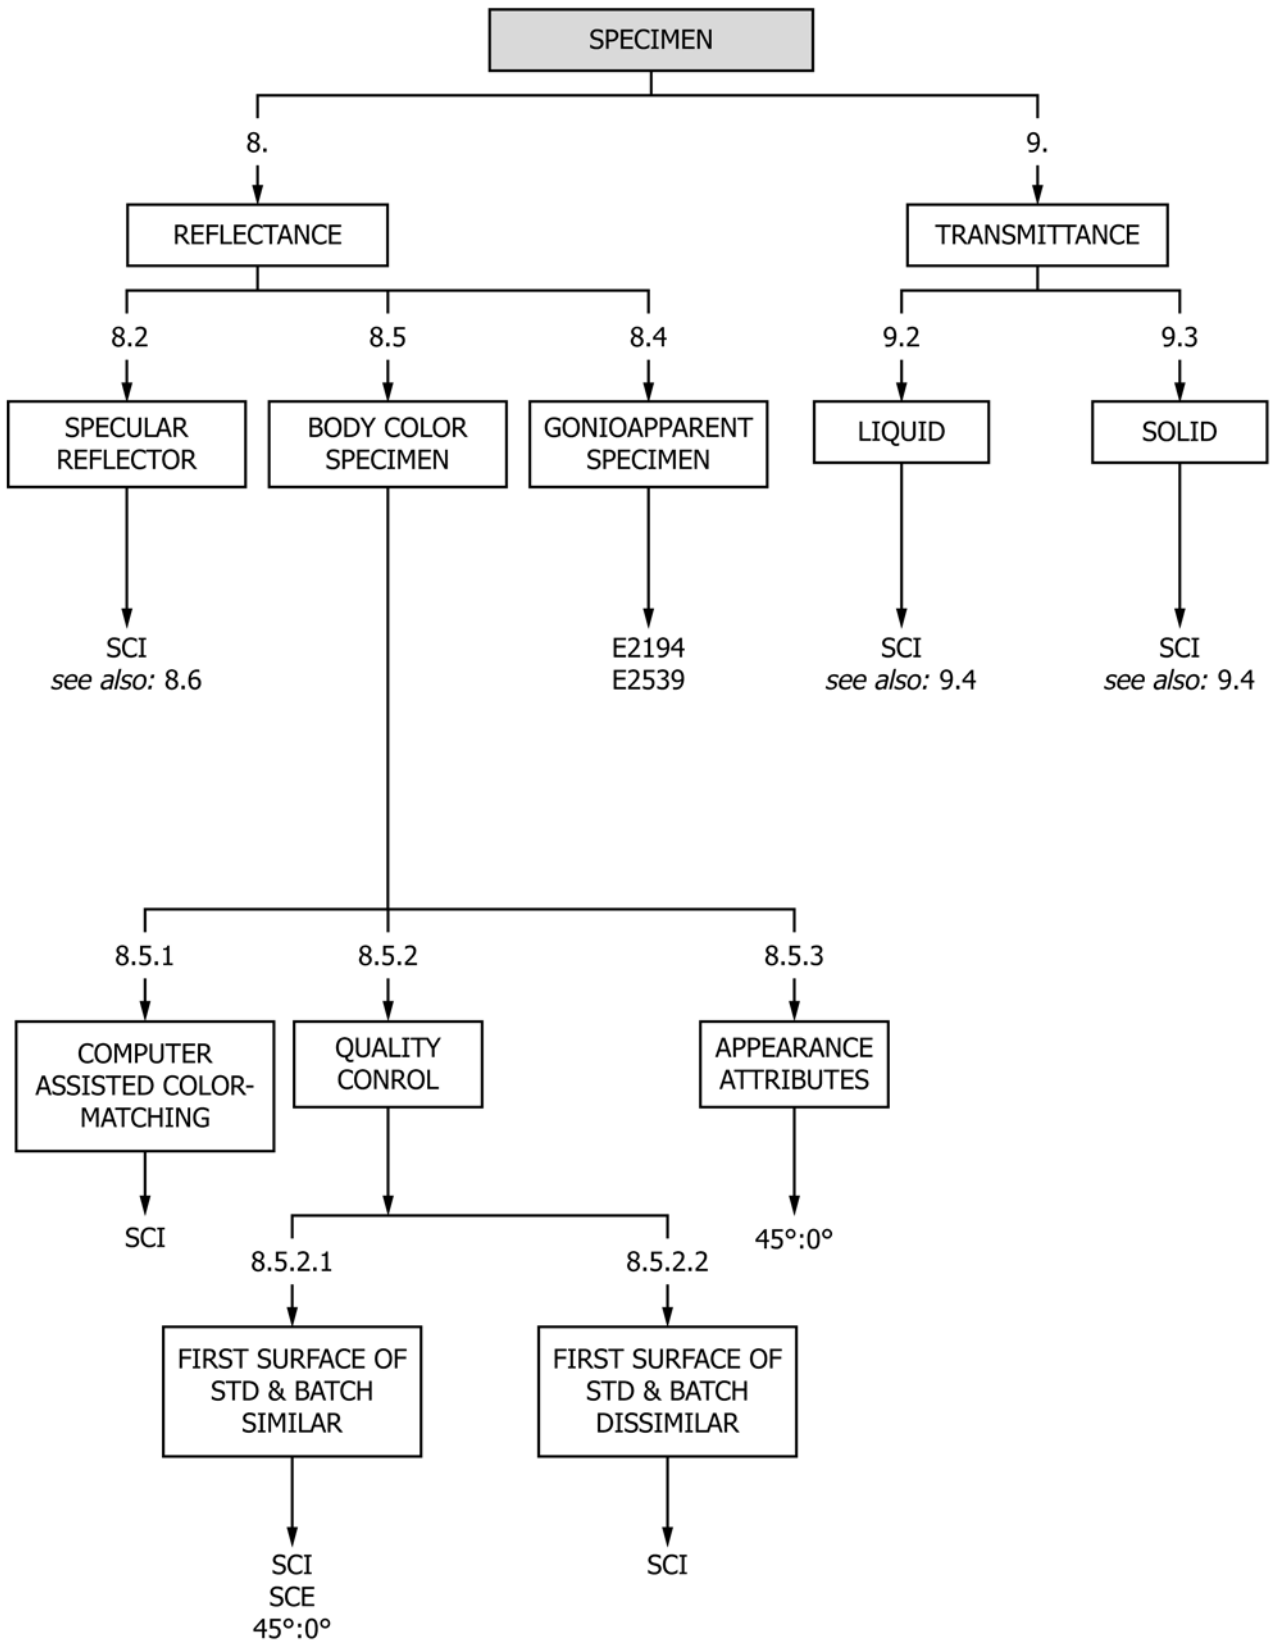 SPECIMEN
8.
9.
REFLECTANCE
TRANSMITTANCE
8.2
8.5
8.4
9.2
9.3
SPECULAR
REFLECTOR
BODY COLOR
SPECIMEN
GONIOAPPARENT
SPECIMEN
LIQUID
SOLID
SCI
see also: 8.6
E2194
E2539
SCI
see also: 9.4
SCI
see also: 9.4
8.5.1
8.5.2
8.5.3
COMPUTER
ASSISTED COLOR-
MATCHING
QUALITY
CONROL
APPEARANCE
ATTRIBUTES
SCI
45°:0°
8.5.2.1
8.5.2.2
FIRST SURFACE OF
STD & BATCH
SIMILAR
FIRST SURFACE OF
STD & BATCH
DISSIMILAR
SCI
SCE
45°:0°
SCI